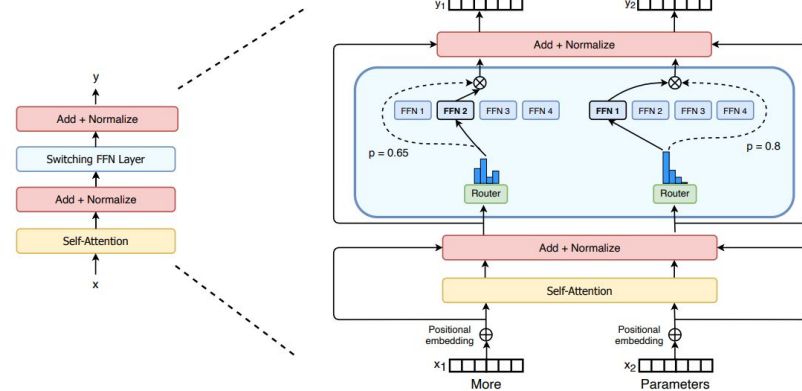 y
Add + Normalize
Switching FFN Layer
Add + Normalize
Self-Attention
x
y1 y2
Add + Normalize
FFN 1 FFN 2 FFN 3 FFN 4 FFN 1 FFN 2 FFN 3 FFN 4
p = 0.65 p = 0.8
Router Router
Add + Normalize
Self-Attention
Positional embedding Positional embedding
x1 x2
More Parameters